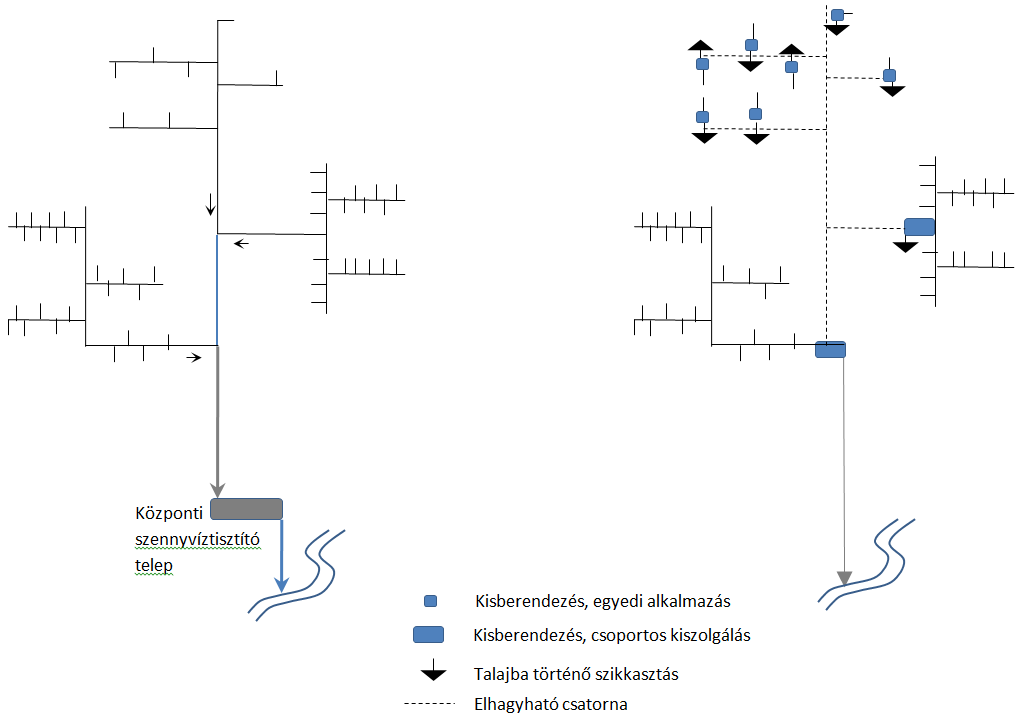 Központi
szennyvíztisztító
telep
Kisberendezés, egyedi alkalmazás
Kisberendezés, csoportos kiszolgálás
Talajba történő szikkasztás
Elhagyható csatorna